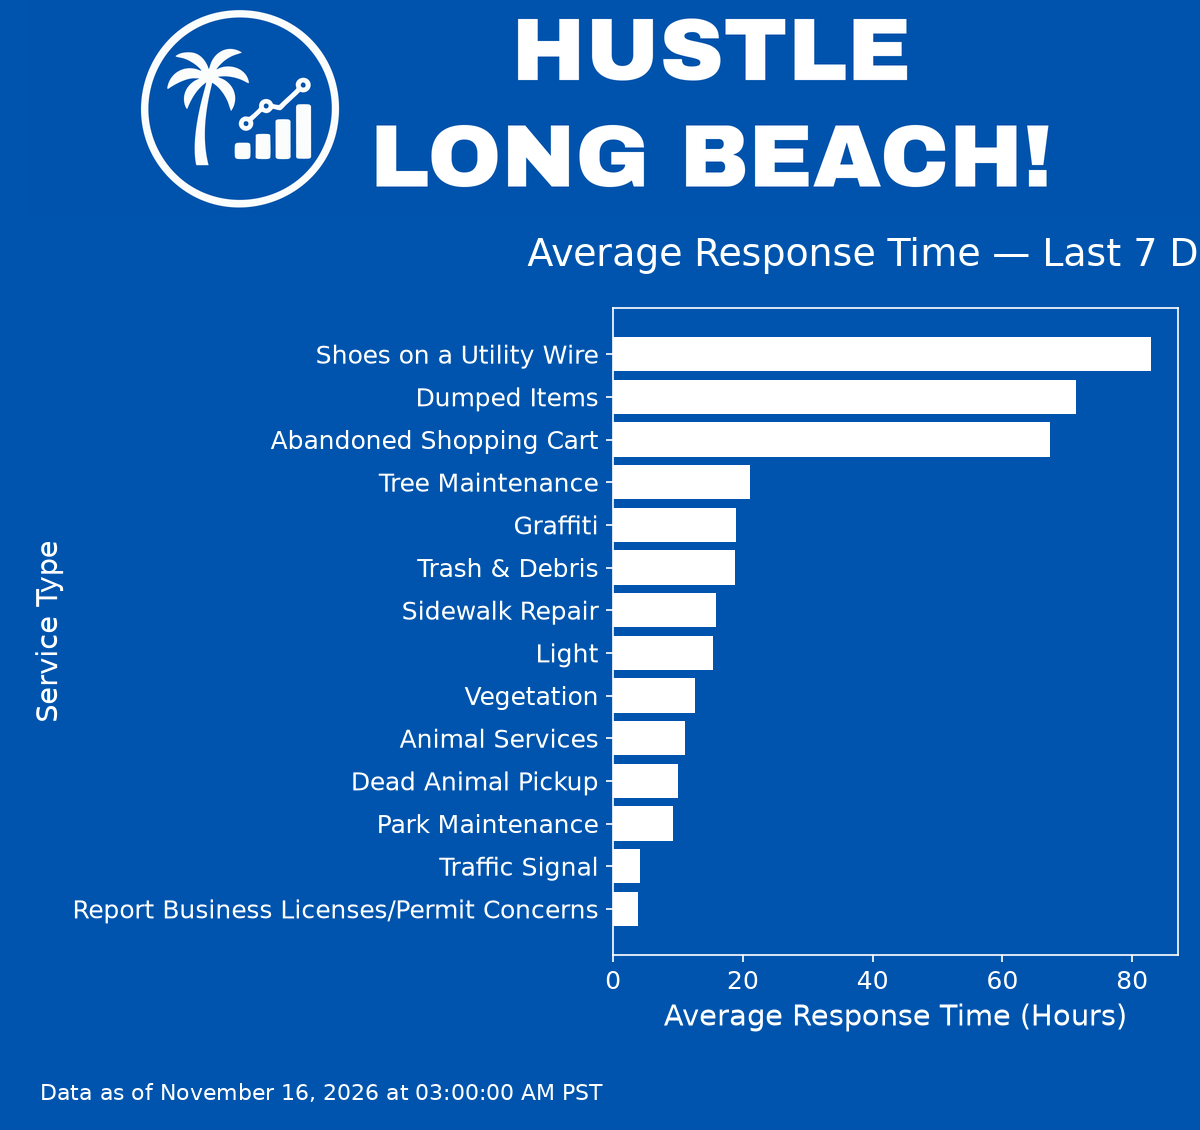 HUSTLE
LONG BEACH!
Average Response Time — Last 7 D
Shoes on a Utility Wire
Dumped Items
Abandoned Shopping Cart
Tree Maintenance
Graffiti
Trash & Debris
Sidewalk Repair
Light
Vegetation
Animal Services
Dead Animal Pickup
Park Maintenance
Traffic Signal
Report Business Licenses/Permit Concerns
Service Type
0 20 40 60 80
Average Response Time (Hours)
Data as of November 16, 2026 at 03:00:00 AM PST